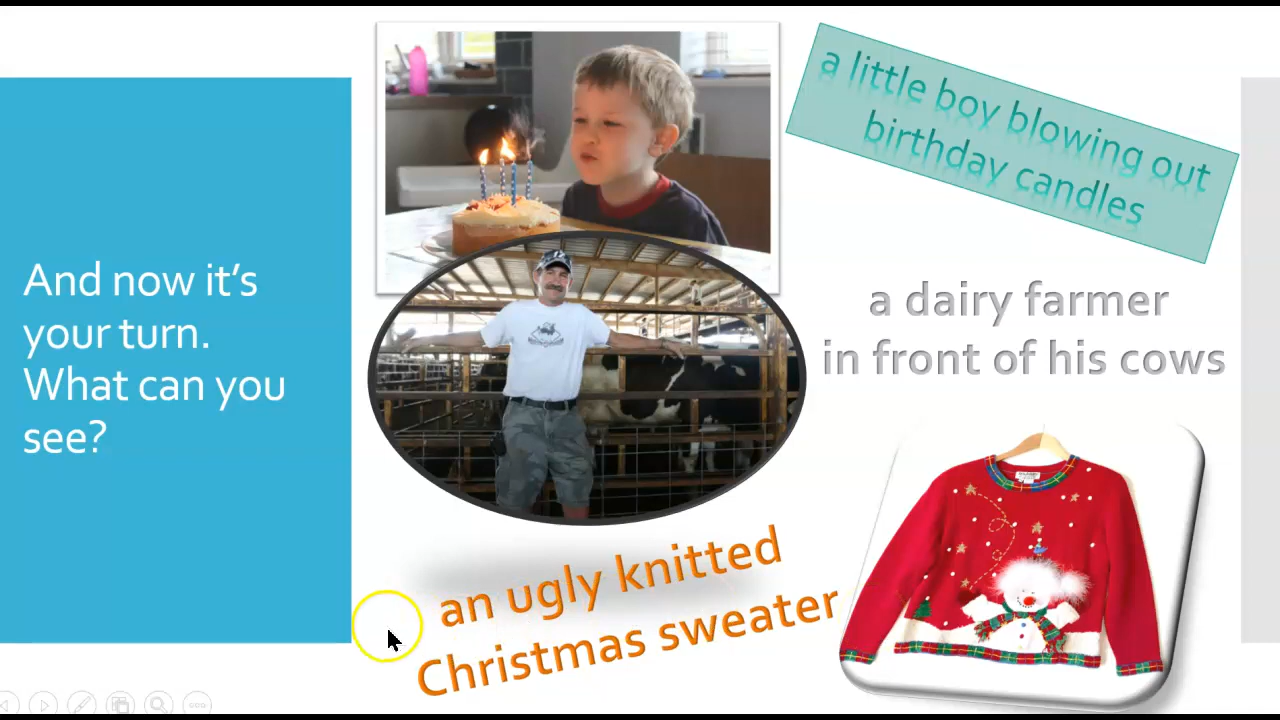 And now it's
your turn.
What can you
see?
a little boy blowing out
birthday candles
a dairy farmer
in front of his cows
an ugly knitted
Christmas sweater